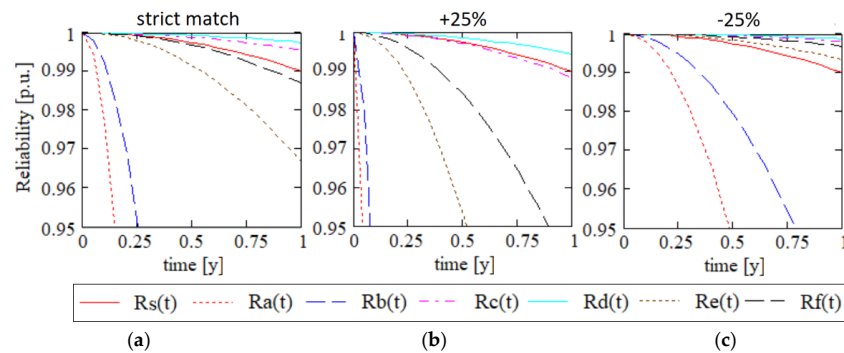 strict match
+25%
-25%
Reliability [p.u.]
1
0.99
0.98
0.97
0.96
0.95
0 0.25 0.5 0.75 1
time [y]
1
0.99
0.98
0.97
0.96
0.95
0 0.25 0.5 0.75 1
time [y]
1
0.99
0.98
0.97
0.96
0.95
0 0.25 0.5 0.75 1
time [y]
Rs(t) Ra(t) Rb(t) Rc(t) Rd(t) Re(t) Rf(t)
(a) (b) (c)